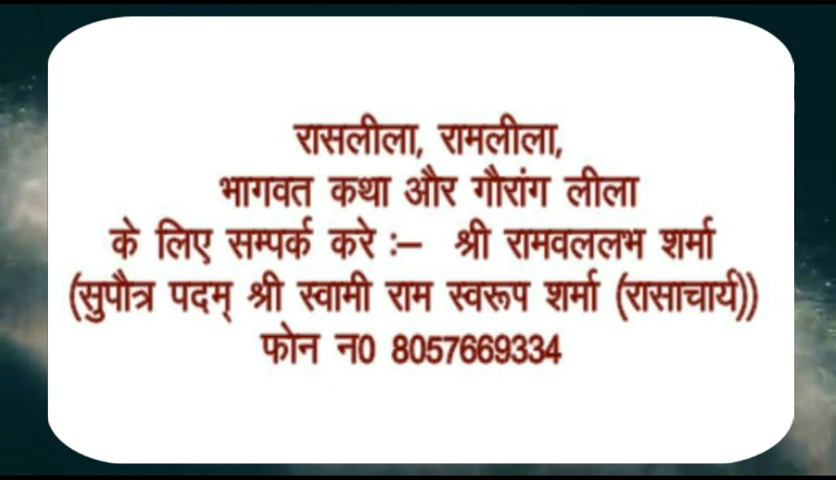 रासलीला, रामलीला,
भागवत कथा और गौरांग लीला
के लिए सम्पर्क करे :– श्री रामवललभ शर्मा
(सुपौत्र पदम् श्री स्वामी राम स्वरूप शर्मा (रासाचार्य))
फोन न0 8057669334